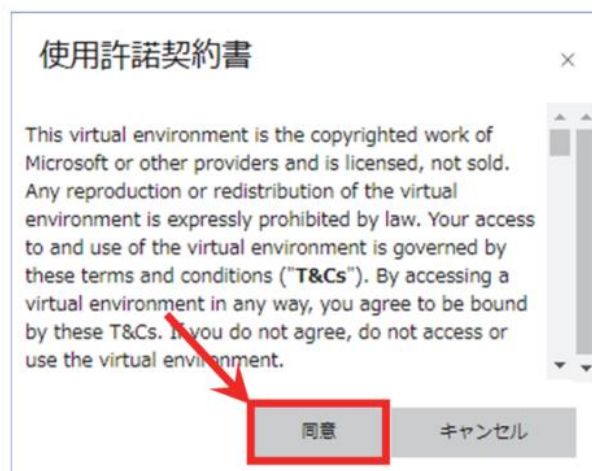 使用許諾契約書
×
This virtual environment is the copyrighted work of
Microsoft or other providers and is licensed, not sold.
Any reproduction or redistribution of the virtual
environment is expressly prohibited by law. Your access
to and use of the virtual environment is governed by
these terms and conditions ("T&Cs"). By accessing a
virtual environment in any way, you agree to be bound
by these T&Cs. If you do not agree, do not access or
use the virtual environment.
同意 キャンセル